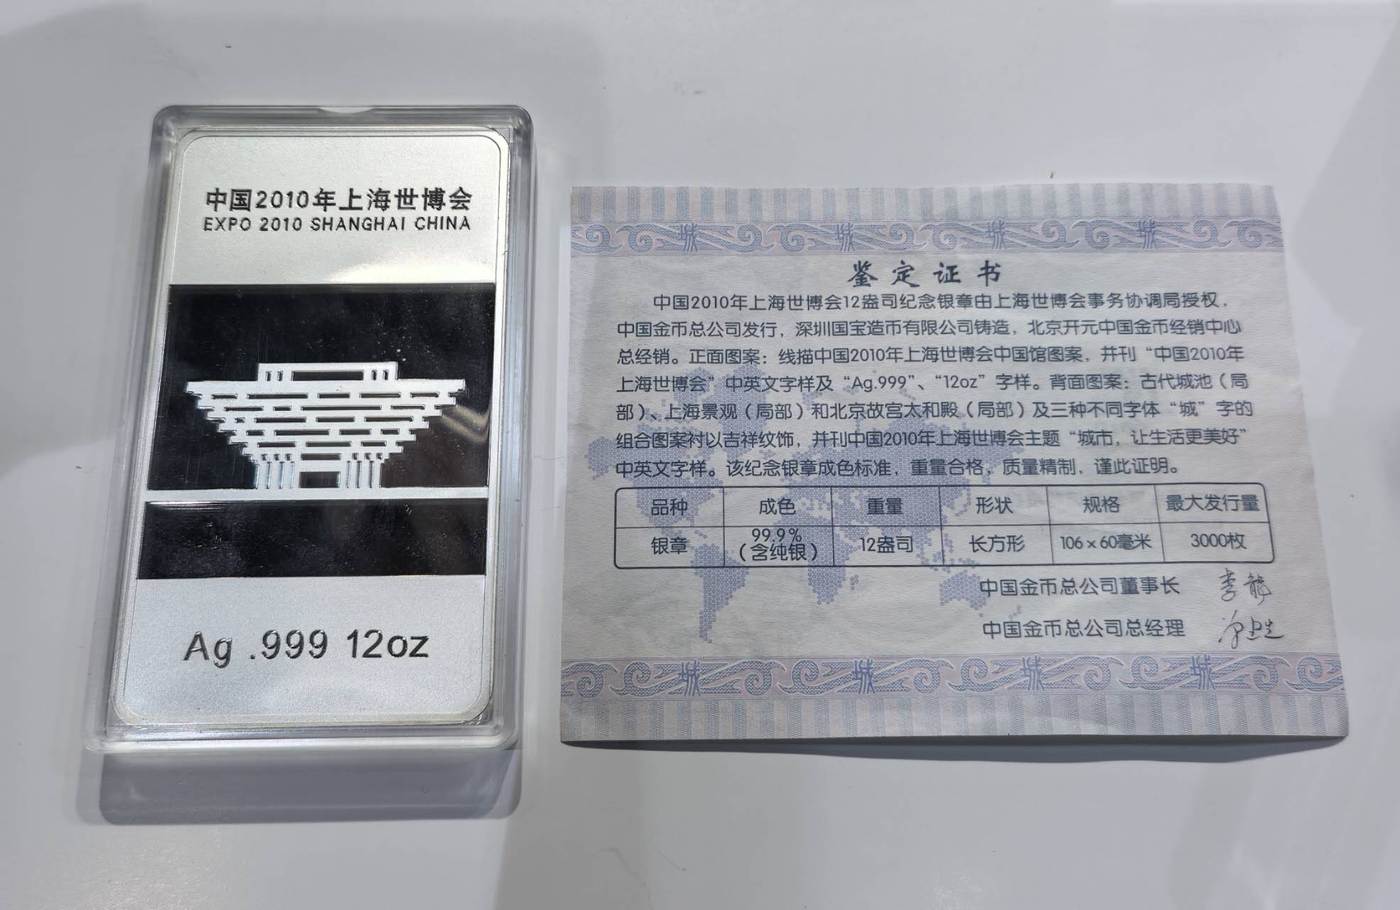 中国2010年上海世博会
EXPO 2010 SHANGHAI CHINA
Ag .999 12oz
鉴定证书
中国2010年上海世博会12盎司纪念银章由上海世博会事务协调局授权，
中国金币总公司发行，深圳国宝造币有限公司铸造，北京开元中国金币经销中心
总经销。正面图案：线描中国2010年上海世博会中国馆图案，并刊“中国2010年
上海世博会”中英文字样及“Ag.999”、“12oz”字样。背面图案：古代城池（局
部）、上海景观（局部）和北京故宫太和殿（局部）及三种不同字体“城”字的
组合图案衬以吉祥纹饰，并刊中国2010年上海世博会主题“城市，让生活更美好”
中英文字样。该纪念银章成色标准，重量合格，质量精制，谨此证明。
品种 成色 重量 形状 规格 最大发行量
银章 99.9%（含纯银） 12盎司 长方形 106×60毫米 3000枚
中国金币总公司董事长
中国金币总公司总经理